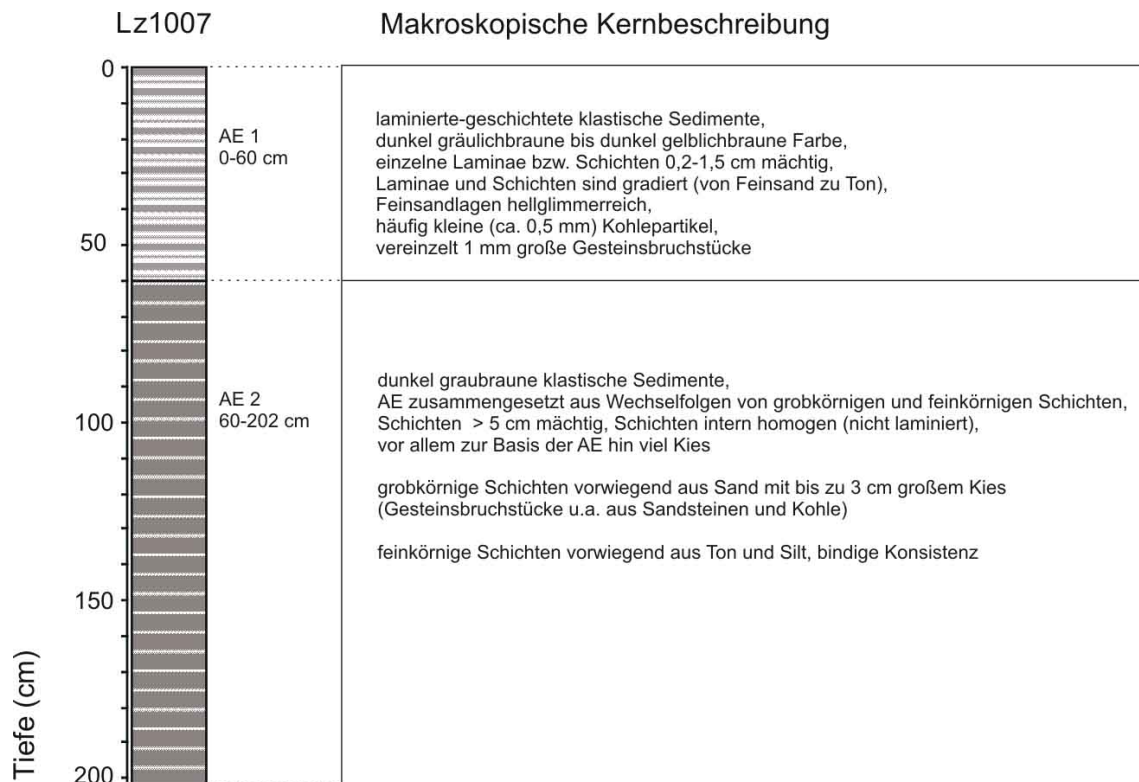 Lz1007
Makroskopische Kernbeschreibung
0
50
100
150
200
Tiefe (cm)
AE 1
0-60 cm
laminierte-geschichtete klastische Sedimente,
dunkel gräulichbraune bis dunkel gelblichbraune Farbe,
einzelne Laminae bzw. Schichten 0,2-1,5 cm mächtig,
Laminae und Schichten sind gradiert (von Feinsand zu Ton),
Feinsandlagen hellglimmerreich,
häufig kleine (ca. 0,5 mm) Kohlepartikel,
vereinzelt 1 mm große Gesteinsbruchstücke
AE 2
60-202 cm
dunkel graubraune klastische Sedimente,
AE zusammengesetzt aus Wechselfolgen von grobkörnigen und feinkörnigen Schichten,
Schichten > 5 cm mächtig, Schichten intern homogen (nicht laminiert),
vor allem zur Basis der AE hin viel Kies
grobkörnige Schichten vorwiegend aus Sand mit bis zu 3 cm großem Kies
(Gesteinsbruchstücke u.a. aus Sandsteinen und Kohle)
feinkörnige Schichten vorwiegend aus Ton und Silt, bindige Konsistenz